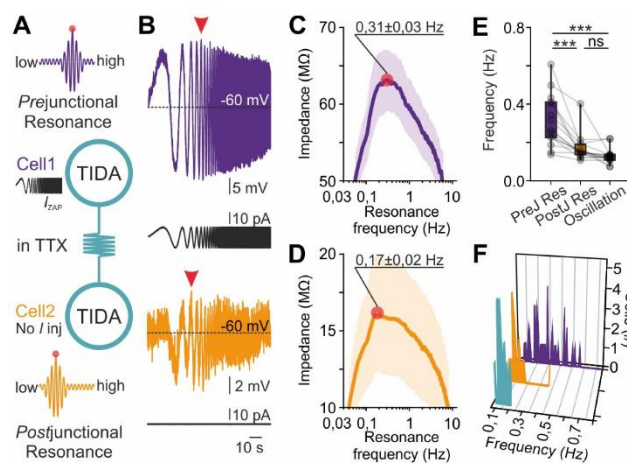 A
low high
Prejunctional
Resonance
Cell1
TIDA
IZAP
in TTX
Cell2
No I inj
TIDA
low high
Postjunctional
Resonance
B
-60 mV
5 mV
10 pA
-60 mV
2 mV
10 pA
10 s
C
0,31±0,03 Hz
Impedance (MΩ)
70
60
50
0,03 0,1 1 10
Resonance
frequency (Hz)
D
0,17±0,02 Hz
Impedance (MΩ)
20
15
10
0,03 0,1 1 10
Resonance
frequency (Hz)
E
***
*** ns
Frequency
(Hz)
0.8
0.4
0.0
PreJ Res
PostJ Res
Oscillation
F
5
4
3
2
1
0
0,1
0,3
0,5
0,7
Frequency (Hz)